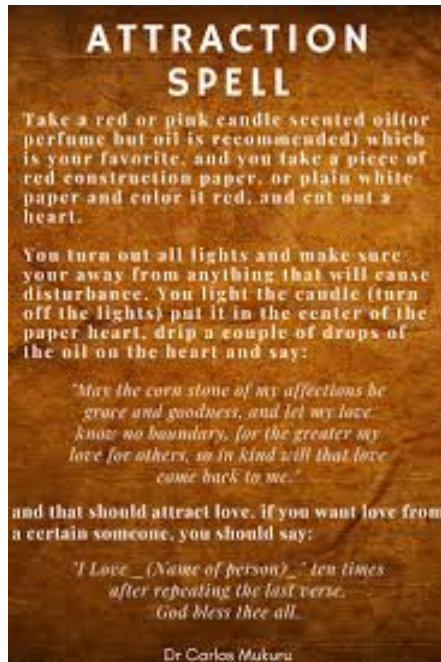 ATTRACTION
SPELL
Take a red or pink candle scented oil(or
perfume but oil is recommended) which
is your favorite, and you take a piece of
red construction paper, or plain white
paper and color it red, and cut out a
heart.
You turn out all lights and make sure
your away from anything that will cause
disturbance. You light the candle (turn
off the lights) put it in the center of the
paper heart, drip a couple of drops of
the oil on the heart and say:
"May the corn stone of my affections be
grace and goodness, and let my love
know no boundary, for the greater my
love for others, so in kind will that love
come back to me."
and that should attract love. if you want love from
a certain someone, you should say:
"I Love _(Name of person)_" ten times
after repeating the last verse.
God bless thee all.
Dr Carlos Mukuru